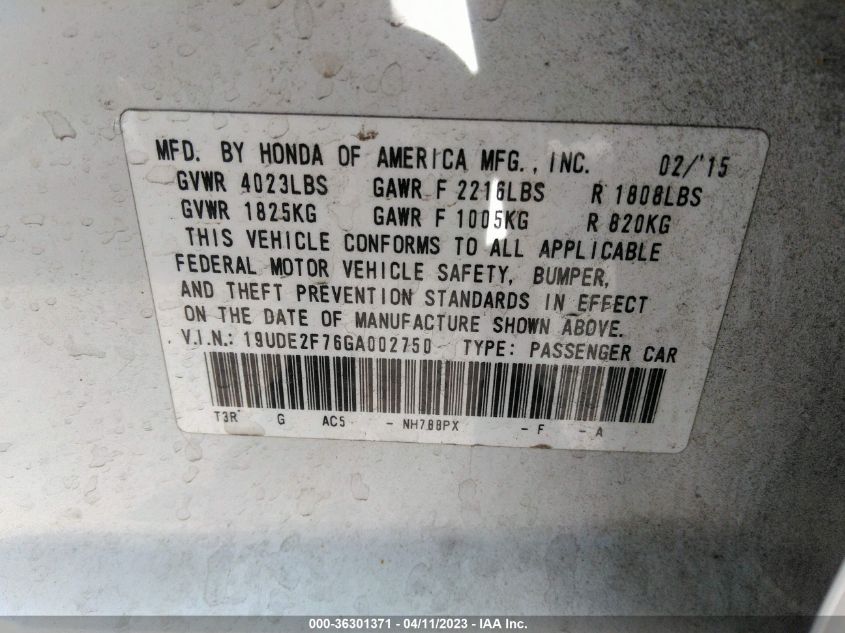 MFD. BY HONDA OF AMERICA MFG., INC. 02/'15
GVWR 4023LBS GAWR F 2216LBS R 1808LBS
GVWR 1825KG GAWR F 1005KG R 820KG
THIS VEHICLE CONFORMS TO ALL APPLICABLE
FEDERAL MOTOR VEHICLE SAFETY, BUMPER,
AND THEFT PREVENTION STANDARDS IN EFFECT
ON THE DATE OF MANUFACTURE SHOWN ABOVE.
V.I.N.: 19UDE2F76GA002750 TYPE: PASSENGER CAR
T3R G AC5 - NH788PX - F - A
000-36301371 - 04/11/2023 - IAA Inc.